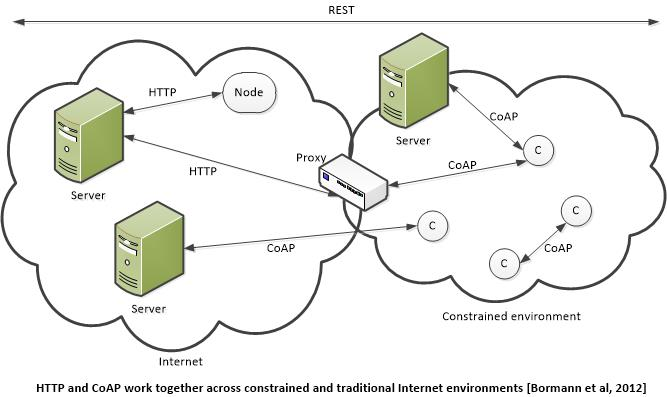 REST
HTTP
Node
Server
HTTP
Proxy
Server
CoAP
C
CoAP
Server
CoAP
C
C
CoAP
C
Internet
Constrained environment
HTTP and CoAP work together across constrained and traditional Internet environments [Bormann et al, 2012]